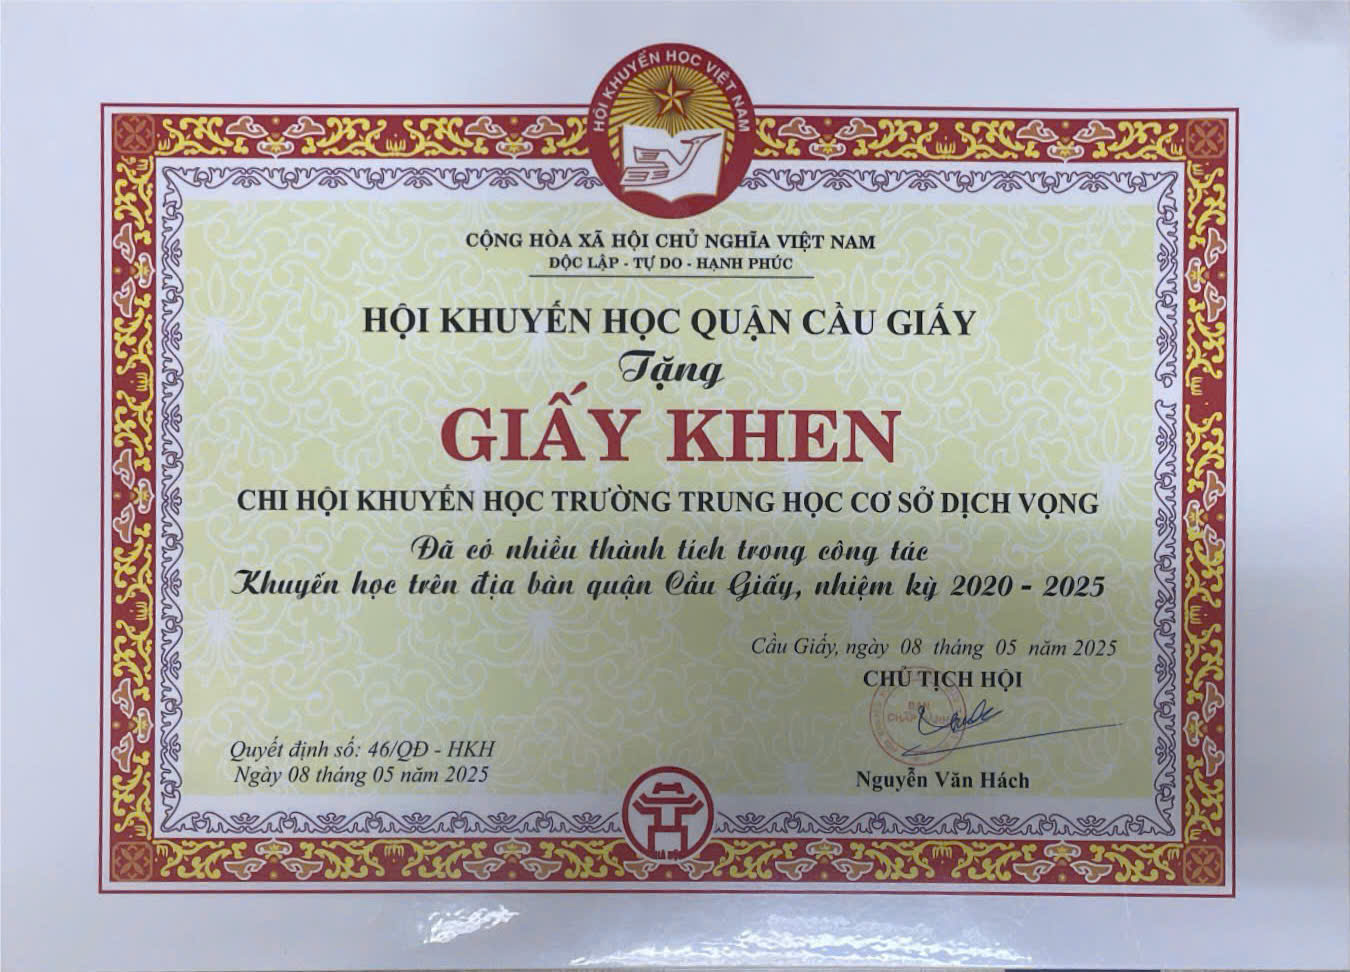 HỘI KHUYẾN HỌC VIỆT NAM
CỘNG HÒA XÃ HỘI CHỦ NGHĨA VIỆT NAM
ĐỘC LẬP - TỰ DO - HẠNH PHÚC
HỘI KHUYẾN HỌC QUẬN CẦU GIẤY
Tặng
GIẤY KHEN
CHI HỘI KHUYẾN HỌC TRƯỜNG TRUNG HỌC CƠ SỞ DỊCH VỌNG
Đã có nhiều thành tích trong công tác
Khuyến học trên địa bàn quận Cầu Giấy, nhiệm kỳ 2020 - 2025
Cầu Giấy, ngày 08 tháng 05 năm 2025
CHỦ TỊCH HỘI
BAN
CHẤP HÀNH
Nguyễn Văn Hách
Quyết định số: 46/QĐ - HKH
Ngày 08 tháng 05 năm 2025